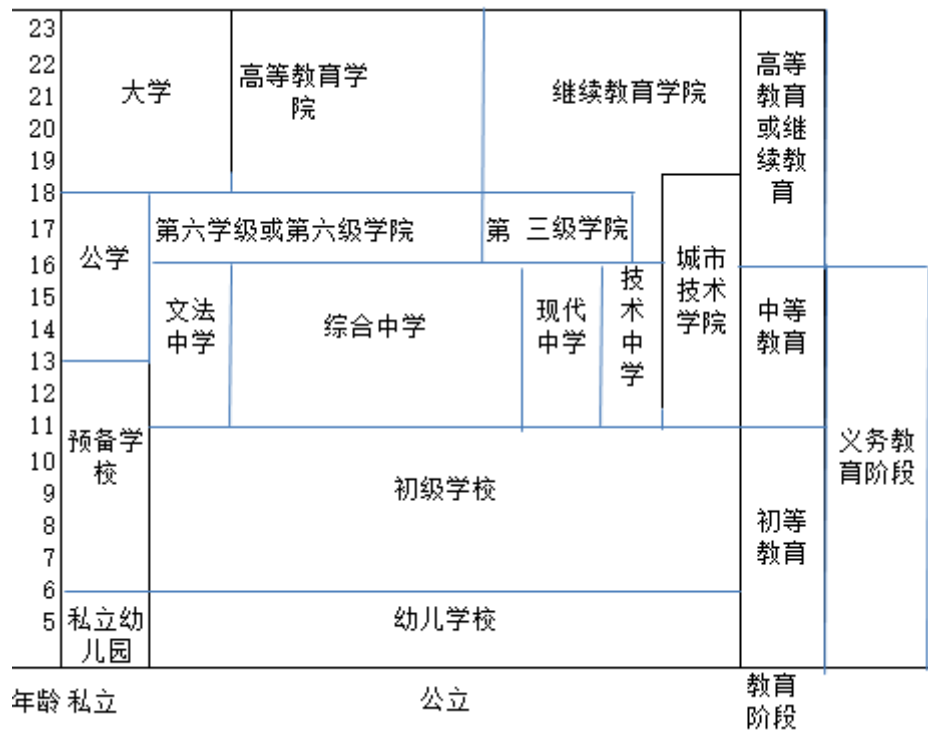 23
22
21
20
19
18
17
16
15
14
13
12
11
10
9
8
7
6
5
大学
高等教育学
院
继续教育学院
高等
教育
或继
续教
育
公学
第六学级或第六级学院
第 三级学院
城市
技术
学院
文法
中学
综合中学
现代
中学
技
术
中
学
中等
教育
预备学
校
初级学校
初等
教育
义务教
育阶段
私立幼
儿园
幼儿学校
年龄
私立
公立
教育
阶段